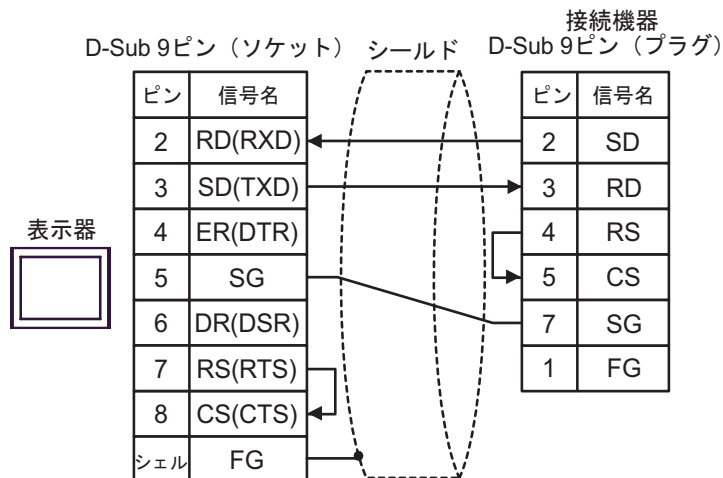 接続機器
D-Sub 9ピン（ソケット） シールド D-Sub 9ピン（プラグ）
ピン 信号名 ピン 信号名
2 RD(RXD) 2 SD
3 SD(TXD) 3 RD
表示器 4 ER(DTR) 4 RS
5 SG 5 CS
6 DR(DSR) 7 SG
7 RS(RTS) 1 FG
8 CS(CTS)
シェル FG